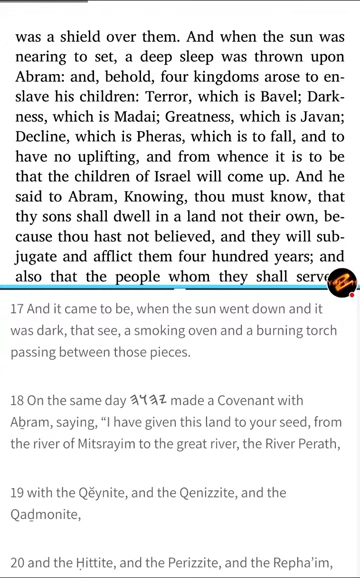 was a shield over them. And when the sun was
nearing to set, a deep sleep was thrown upon
Abram: and, behold, four kingdoms arose to en-
slave his children: Terror, which is Bavel; Dark-
ness, which is Madai; Greatness, which is Javan;
Decline, which is Pheras, which is to fall, and to
have no uplifting, and from whence it is to be
that the children of Israel will come up. And he
said to Abram, Knowing, thou must know, that
thy sons shall dwell in a land not their own, be-
cause thou hast not believed, and they will sub-
jugate and afflict them four hundred years; and
also that the people whom they shall serve
17 And it came to be, when the sun went down and it
was dark, that see, a smoking oven and a burning torch
passing between those pieces.
18 On the same day 𐤉𐤄𐤅𐤄 made a Covenant with
Aḇram, saying, “I have given this land to your seed, from
the river of Mitsrayim to the great river, the River Perath,
19 with the Qĕynite, and the Qenizzite, and the
Qaḏmonite,
20 and the Ḥittite, and the Perizzite, and the Repha’im,